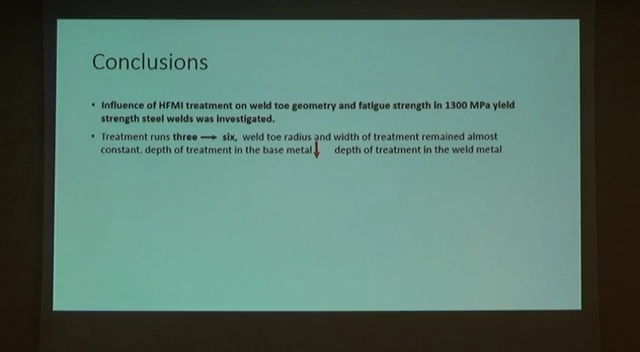 Conclusions
• Influence of HFMI treatment on weld toe geometry and fatigue strength in 1300 MPa yield
strength steel welds was investigated.
• Treatment runs three → six, weld toe radius and width of treatment remained almost
constant. depth of treatment in the base metal ↓ depth of treatment in the weld metal